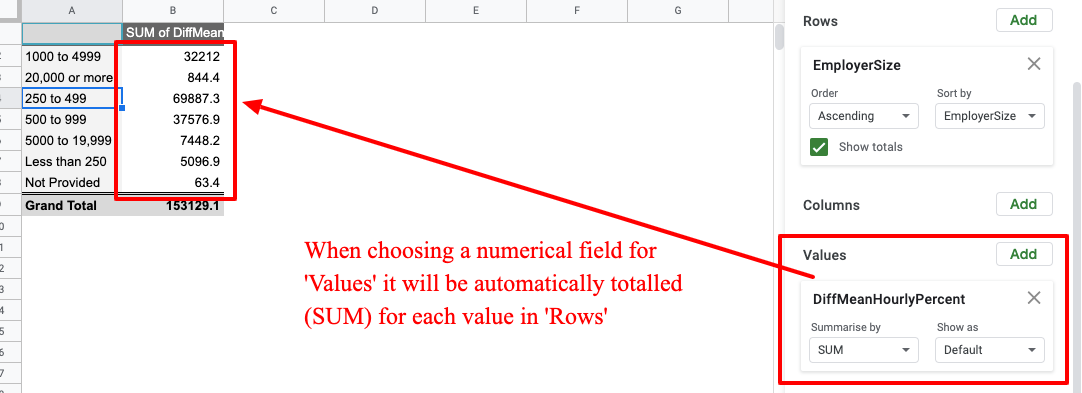 A B C D E F G
SUM of DiffMean
1000 to 4999 32212
20,000 or more 844.4
250 to 499 69887.3
500 to 999 37576.9
5000 to 19,999 7448.2
Less than 250 5096.9
Not Provided 63.4
Grand Total 153129.1
When choosing a numerical field for
'Values' it will be automatically totalled
(SUM) for each value in 'Rows'
Rows Add
EmployerSize
Order Sort by
Ascending EmployerSize
Show totals
Columns Add
Values Add
DiffMeanHourlyPercent
Summarise by Show as
SUM Default